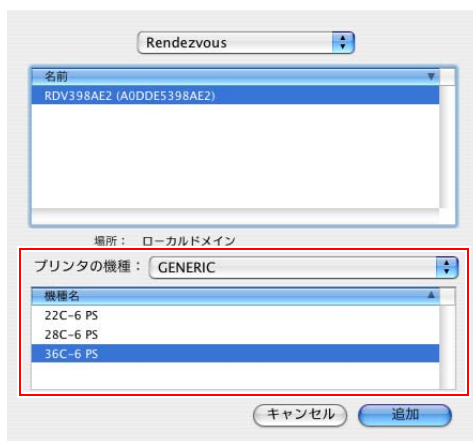 Rendezvous
名前
RDV398AE2 (A0DDE5398AE2)
場所： ローカルドメイン
プリンタの機種： GENERIC
機種名
22C-6 PS
28C-6 PS
36C-6 PS
キャンセル 追加